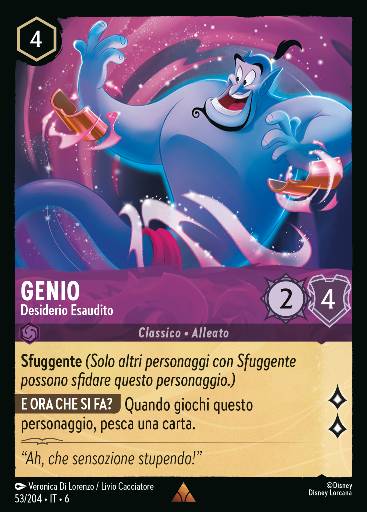 4
GENIO
Desiderio Esaudito
2
4
Classico • Alleato
Sfuggente (Solo altri personaggi con Sfuggente
possono sfidare questo personaggio.)
E ORA CHE SI FA? Quando giochi questo
personaggio, pesca una carta.
“Ah, che sensazione stupendo!”
Veronica Di Lorenzo / Livio Cacciatore
53/204 • IT • 6
©Disney
Disney Lorcana